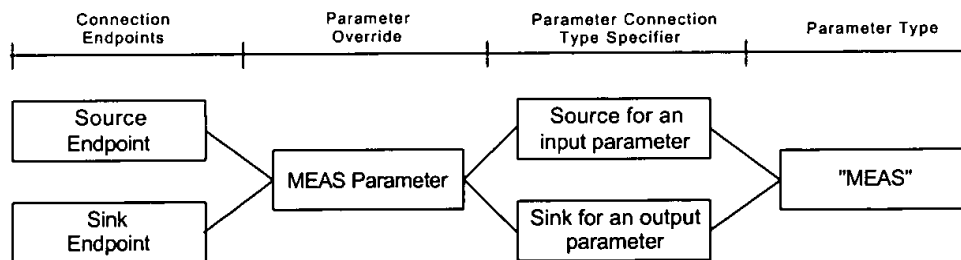 Connection
Endpoints
Parameter
Override
Parameter Connection
Type Specifier
Parameter Type
Source
Endpoint
Source for an
input parameter
MEAS Parameter
"MEAS"
Sink
Endpoint
Sink for an output
parameter